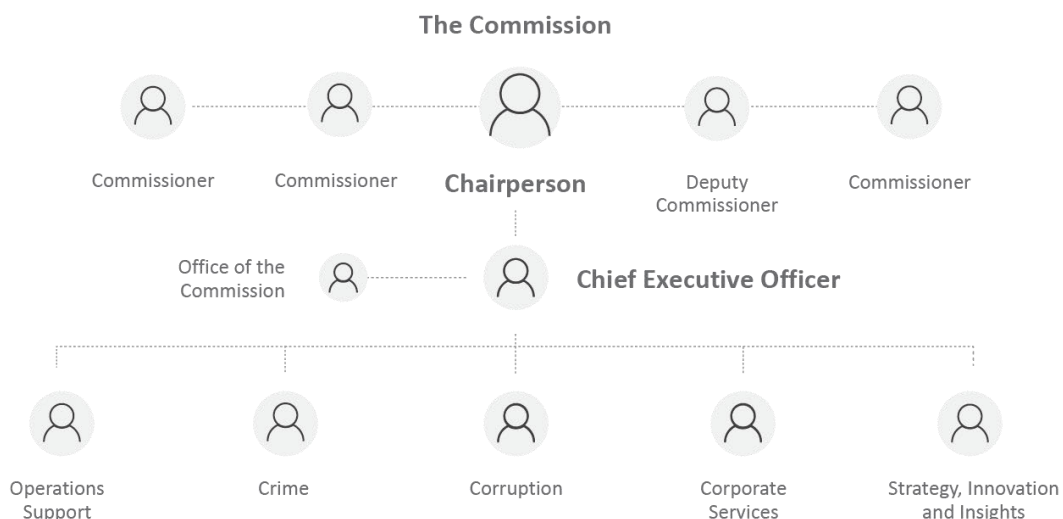 The Commission
Commissioner
Commissioner
Chairperson
Deputy
Commissioner
Commissioner
Office of the
Commission
Chief Executive Officer
Operations
Support
Crime
Corruption
Corporate
Services
Strategy, Innovation
and Insights